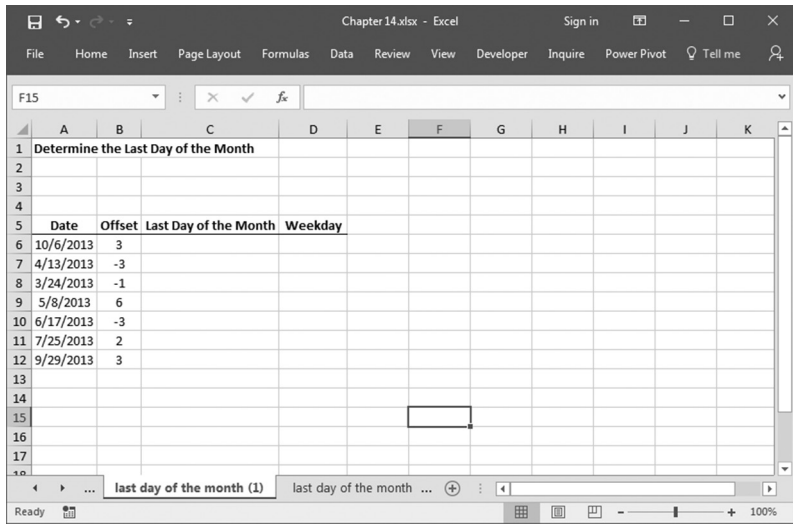 Chapter 14.xlsx - Excel
Sign in
File Home Insert Page Layout Formulas Data Review View Developer Inquire Power Pivot Tell me
F15 fx
A B C D E F G H I J K
1 Determine the Last Day of the Month
2
3
4
5 Date Offset Last Day of the Month Weekday
6 10/6/2013 3
7 4/13/2013 -3
8 3/24/2013 -1
9 5/8/2013 6
10 6/17/2013 -3
11 7/25/2013 2
12 9/29/2013 3
13
14
15
16
17
18
... last day of the month (1) last day of the month ...
Ready 100%